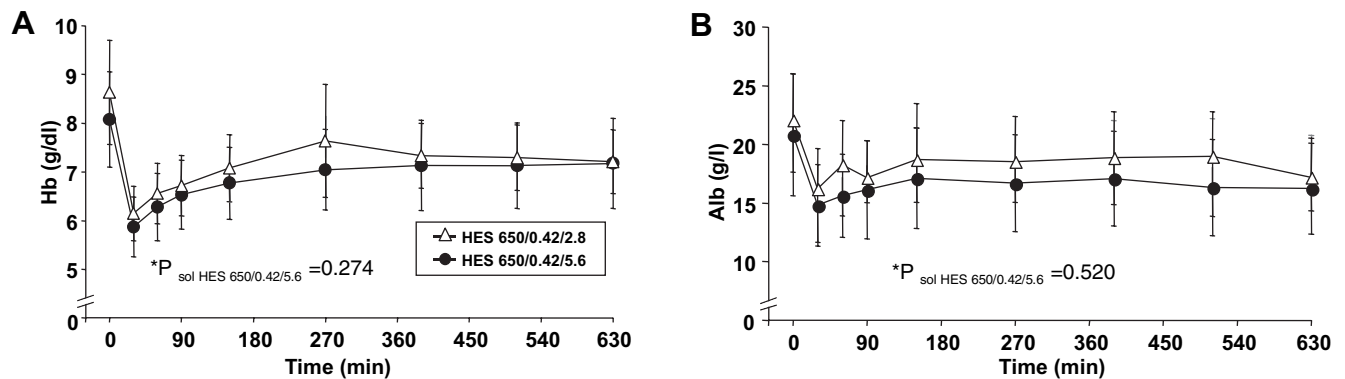 A
10
9
8
7
6
5
0
Hb (g/dl)
HES 650/0.42/2.8
HES 650/0.42/5.6
*P sol HES 650/0.42/5.6 =0.274
0 90 180 270 360 450 540 630
Time (min)
B
30
25
20
15
10
0
Alb (g/l)
*P sol HES 650/0.42/5.6 =0.520
0 90 180 270 360 450 540 630
Time (min)